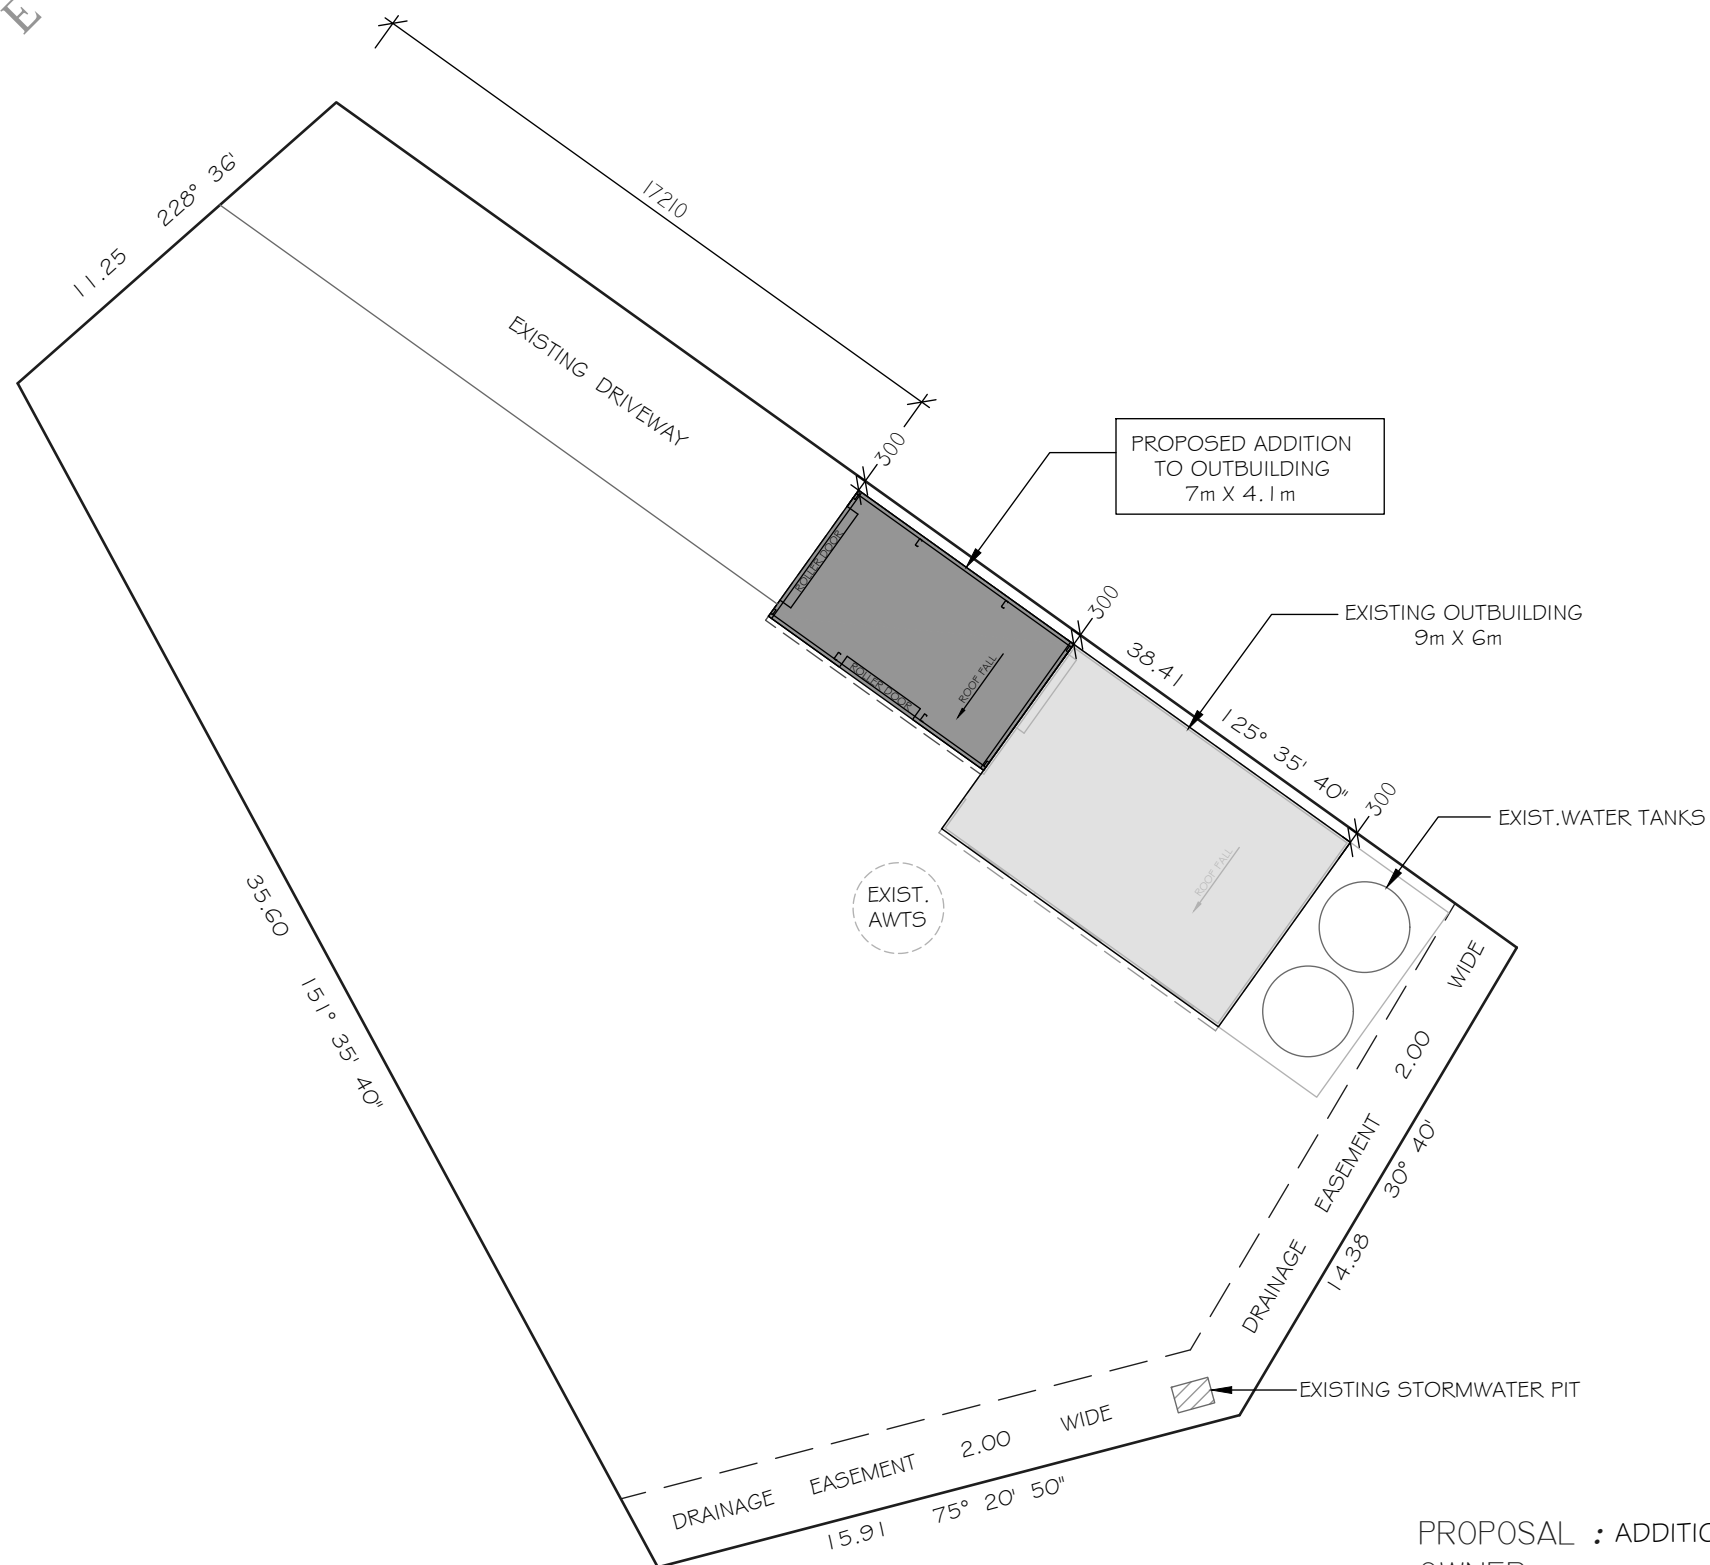 E
17210
228° 36'
11.25
EXISTING DRIVEWAY
300
PROPOSED ADDITION
TO OUTBUILDING
7m X 4.1m
ROLLER DOOR
ROLLER DOOR
ROOF FALL
300
EXISTING OUTBUILDING
9m X 6m
38.41
125° 35' 40"
300
EXIST.WATER TANKS
ROOF FALL
EXIST.
AWTS
35.60
151° 35' 40"
DRAINAGE EASEMENT 2.00 WIDE
30° 40'
14.38
EXISTING STORMWATER PIT
DRAINAGE EASEMENT 2.00 WIDE
15.91 75° 20' 50"
PROPOSAL : ADDITIO